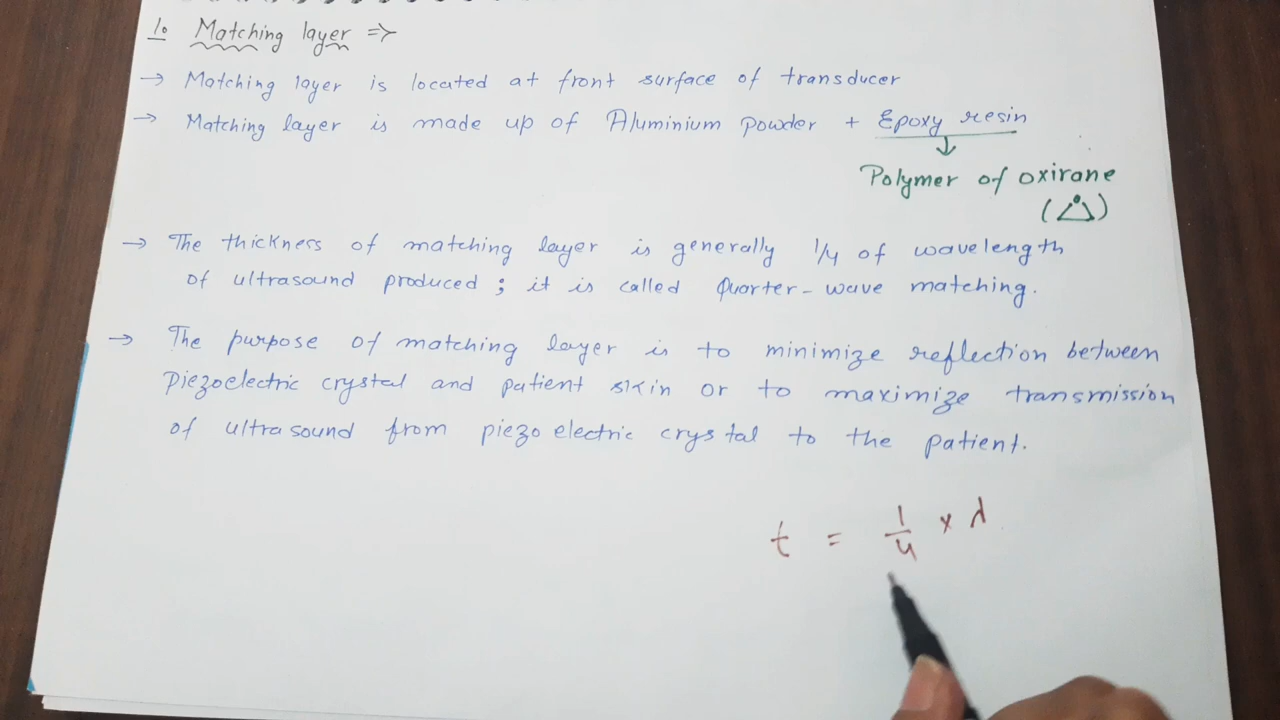 1. Matching layer =>
→ Matching layer is located at front surface of transducer
→ Matching layer is made up of Aluminium powder + Epoxy resin
↓
Polymer of oxirane
(△)
→ The thickness of matching layer is generally 1/4 of wavelength
of ultrasound produced ; it is called Quarter-wave matching.
→ The purpose of matching layer is to minimize reflection between
piezoelectric crystal and patient skin or to maximize transmission
of ultrasound from piezoelectric crystal to the patient.
t = 1/4 × λ